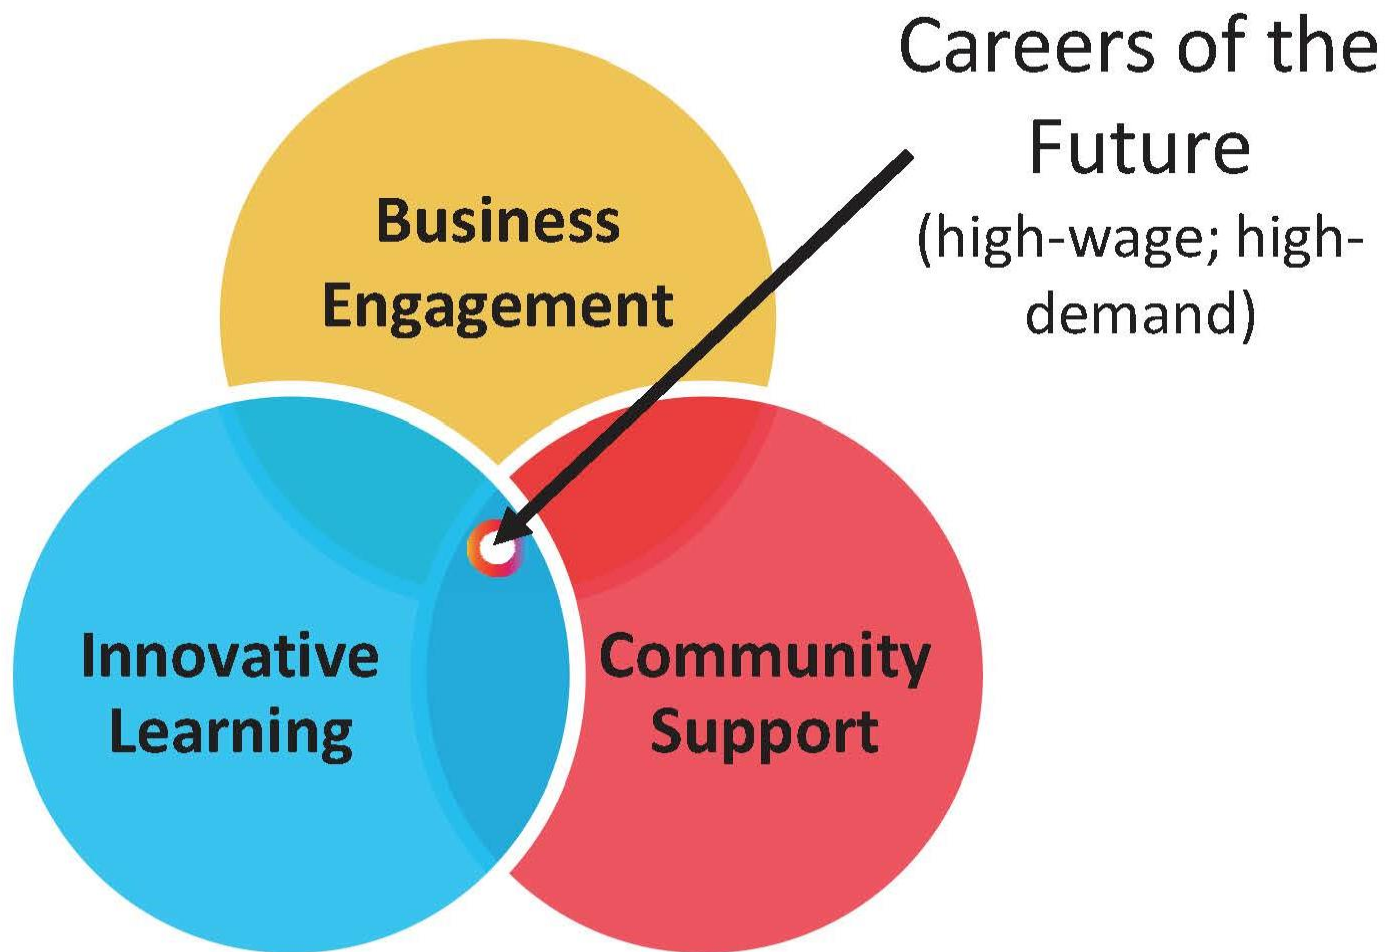 Careers of the
Future
(high-wage; high-
demand)
Business
Engagement
Innovative
Learning
Community
Support